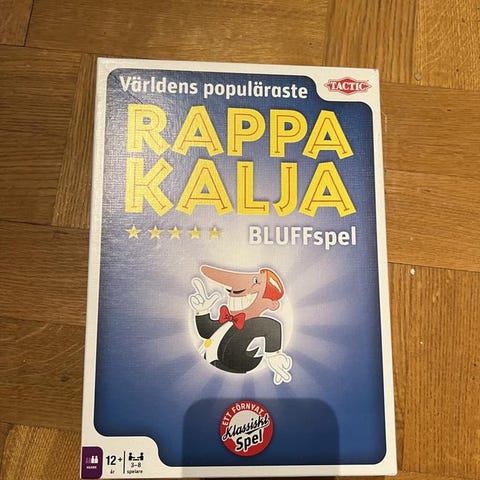 Världens populäraste
TACTIC
RAPPA
KALJA
BLUFFspel
ETT FÖRNYAT
Klassiskt
Spel
12+
år
3-8
spelare